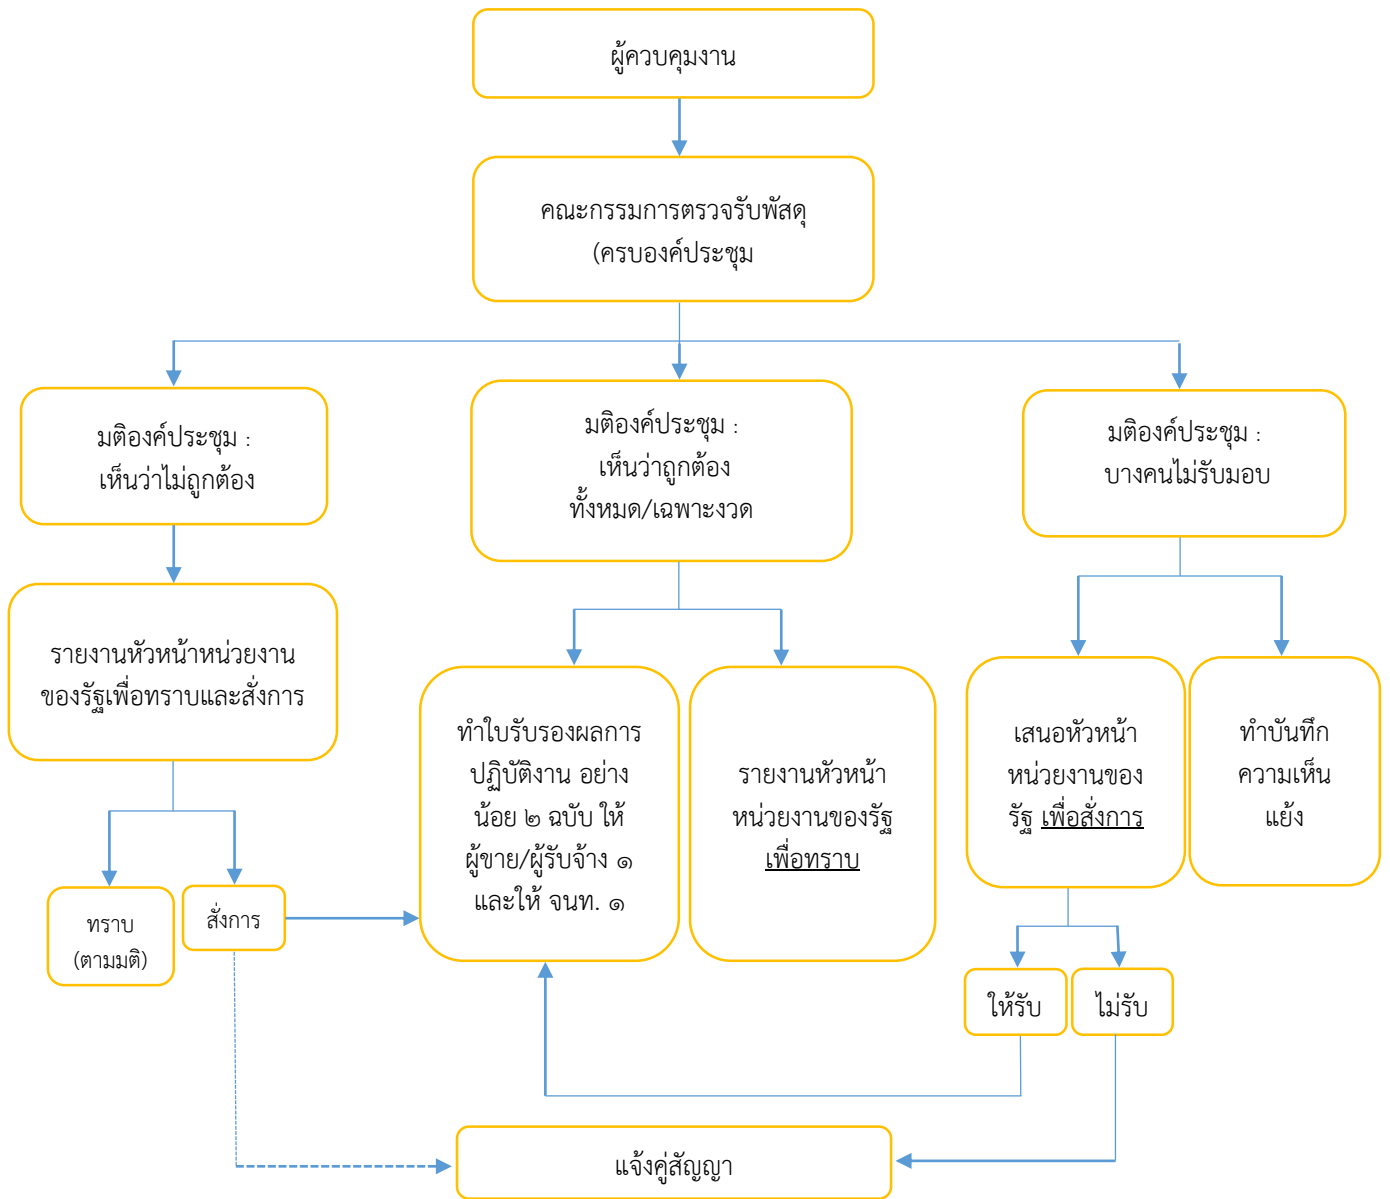 ผู้ควบคุมงาน
คณะกรรมการตรวจรับพัสดุ
(ครบองค์ประชุม
มติองค์ประชุม :
เห็นว่าไม่ถูกต้อง
มติองค์ประชุม :
เห็นว่าถูกต้อง
ทั้งหมด/เฉพาะงวด
มติองค์ประชุม :
บางคนไม่รับมอบ
รายงานหัวหน้าหน่วยงาน
ของรัฐเพื่อทราบและสั่งการ
ทำใบรับรองผลการ
ปฏิบัติงาน อย่าง
น้อย ๒ ฉบับ ให้
ผู้ขาย/ผู้รับจ้าง ๑
และให้ จนท. ๑
รายงานหัวหน้า
หน่วยงานของรัฐ
เพื่อทราบ
เสนอหัวหน้า
หน่วยงานของ
รัฐ เพื่อสั่งการ
ทำบันทึก
ความเห็น
แย้ง
ทราบ
(ตามมติ)
สั่งการ
ให้รับ
ไม่รับ
แจ้งคู่สัญญา